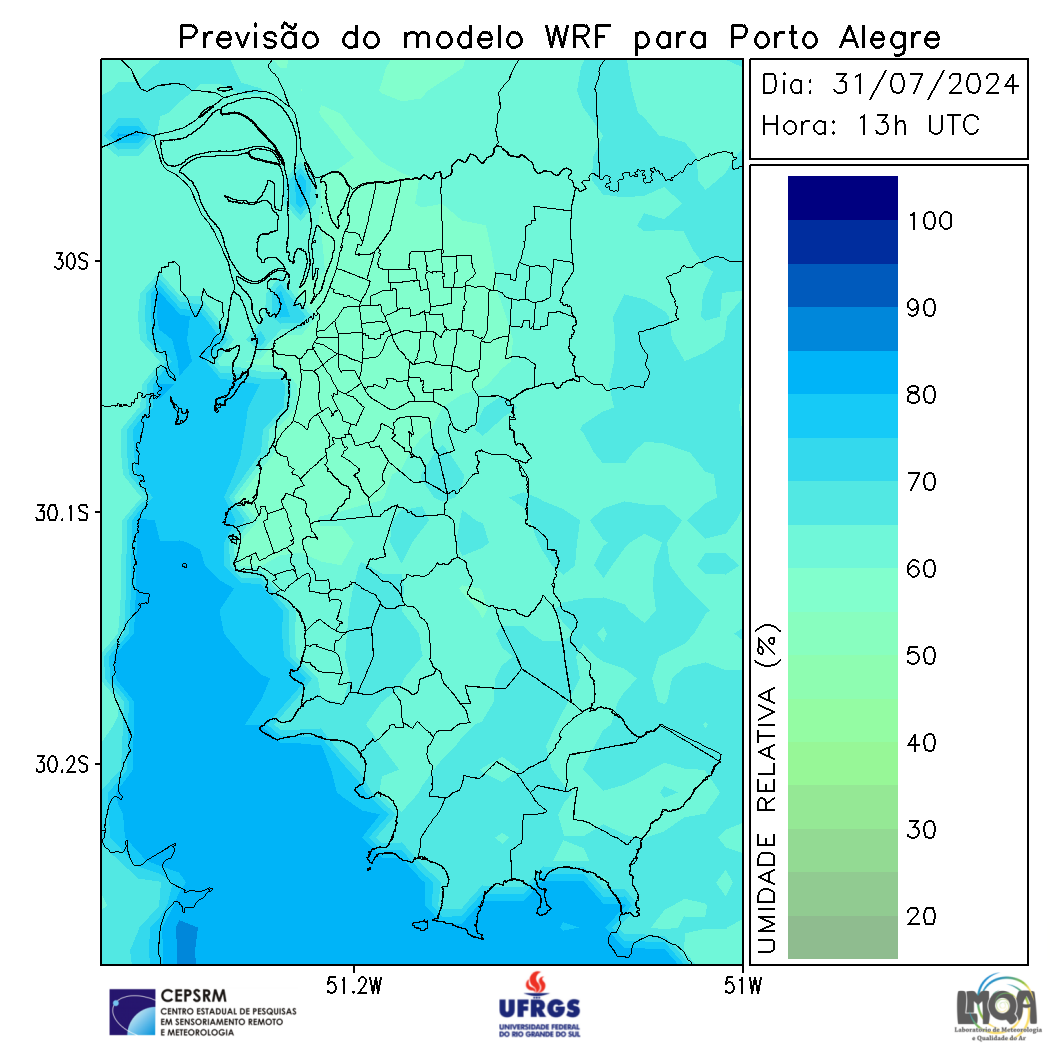 Previsão do modelo WRF para Porto Alegre
Dia: 31/07/2024
Hora: 13h UTC
100
90
80
70
60
50
40
30
20
UMIDADE RELATIVA (%)
30S
30.1S
30.2S
51.2W
51W
CEPSRM
CENTRO ESTADUAL DE PESQUISAS
EM SENSORIAMENTO REMOTO
E METEOROLOGIA
UFRGS
UNIVERSIDADE FEDERAL
DO RIO GRANDE DO SUL
LMQA
Laboratório de Meteorologia
e Qualidade do Ar